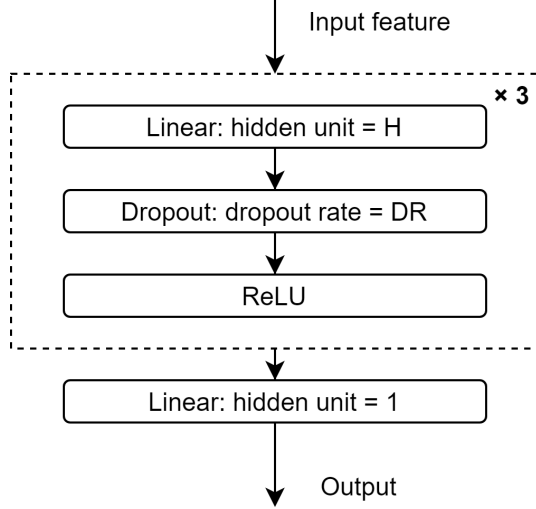 Input feature
× 3
Linear: hidden unit = H
Dropout: dropout rate = DR
ReLU
Linear: hidden unit = 1
Output